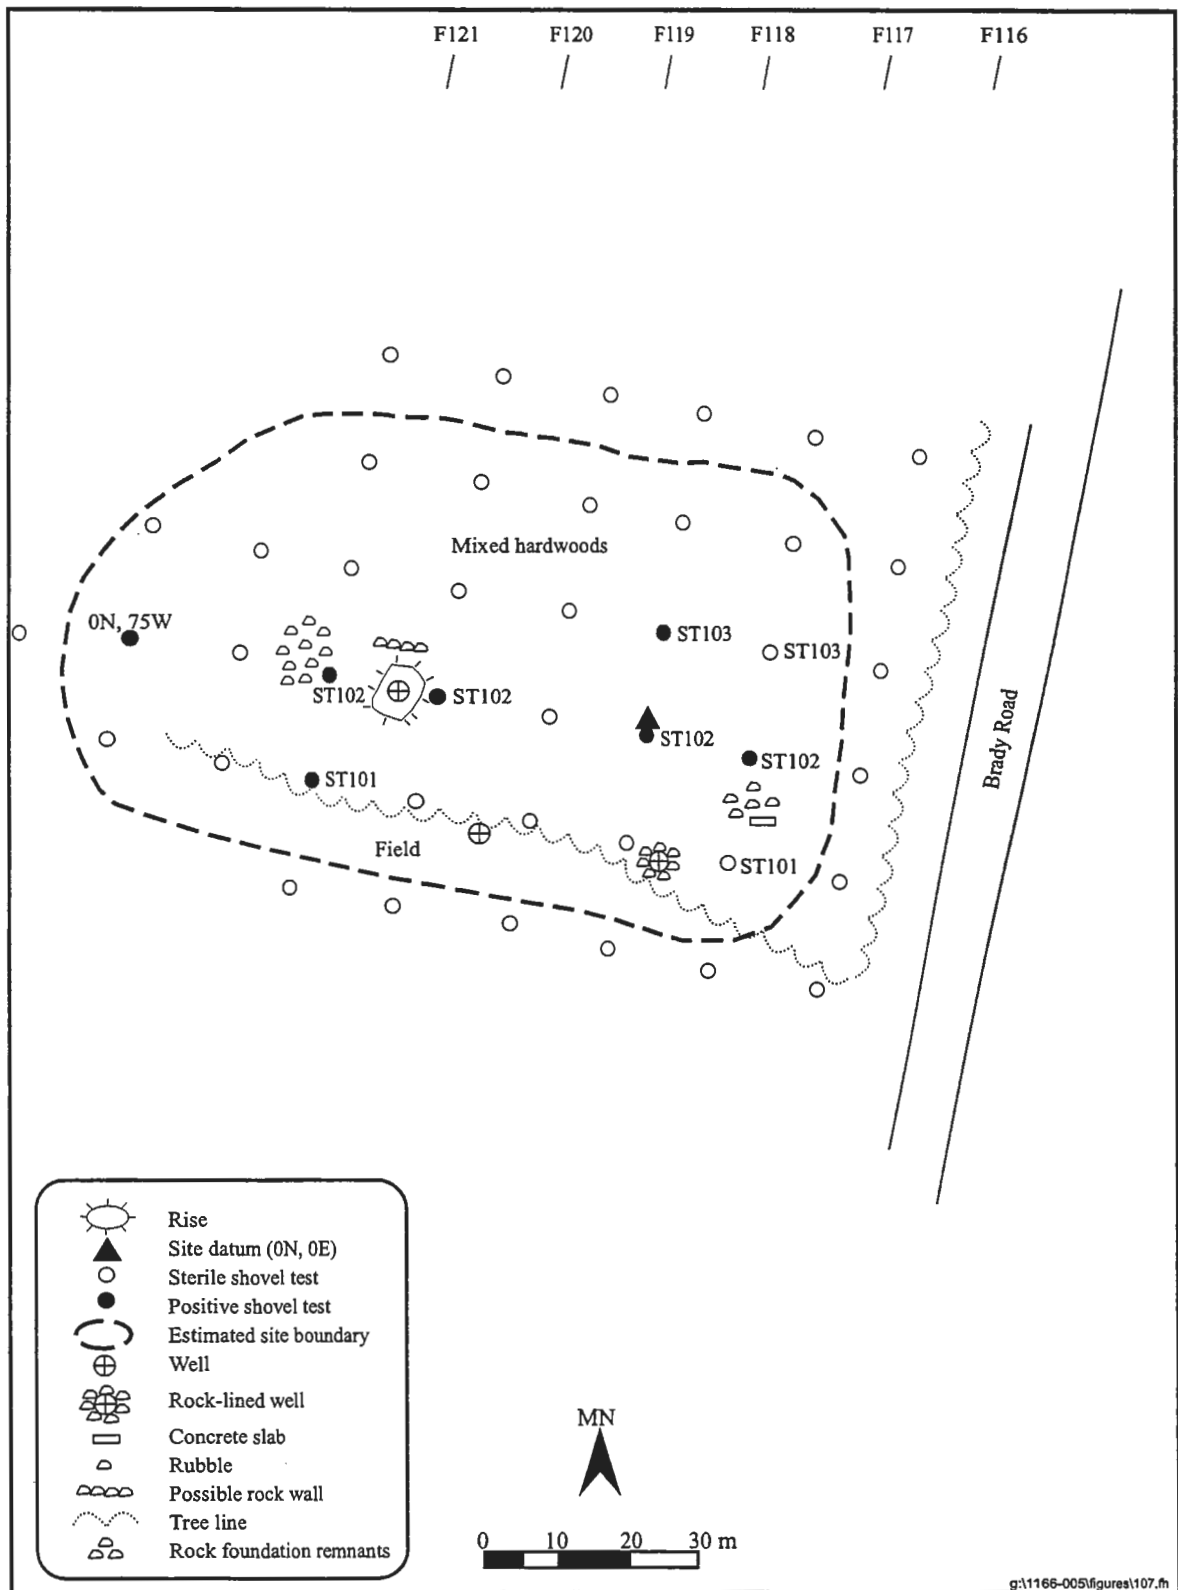 F121 F120 F119 F118 F117 F116
Mixed hardwoods
0N, 75W
ST103
ST103
ST102
ST102
ST102
ST102
ST101
Brady Road
Field
ST101
Rise
Site datum (0N, 0E)
Sterile shovel test
Positive shovel test
Estimated site boundary
Well
Rock-lined well
Concrete slab
Rubble
Possible rock wall
Tree line
Rock foundation remnants
MN
0 10 20 30 m
g:\1166-005\figures\107.fh